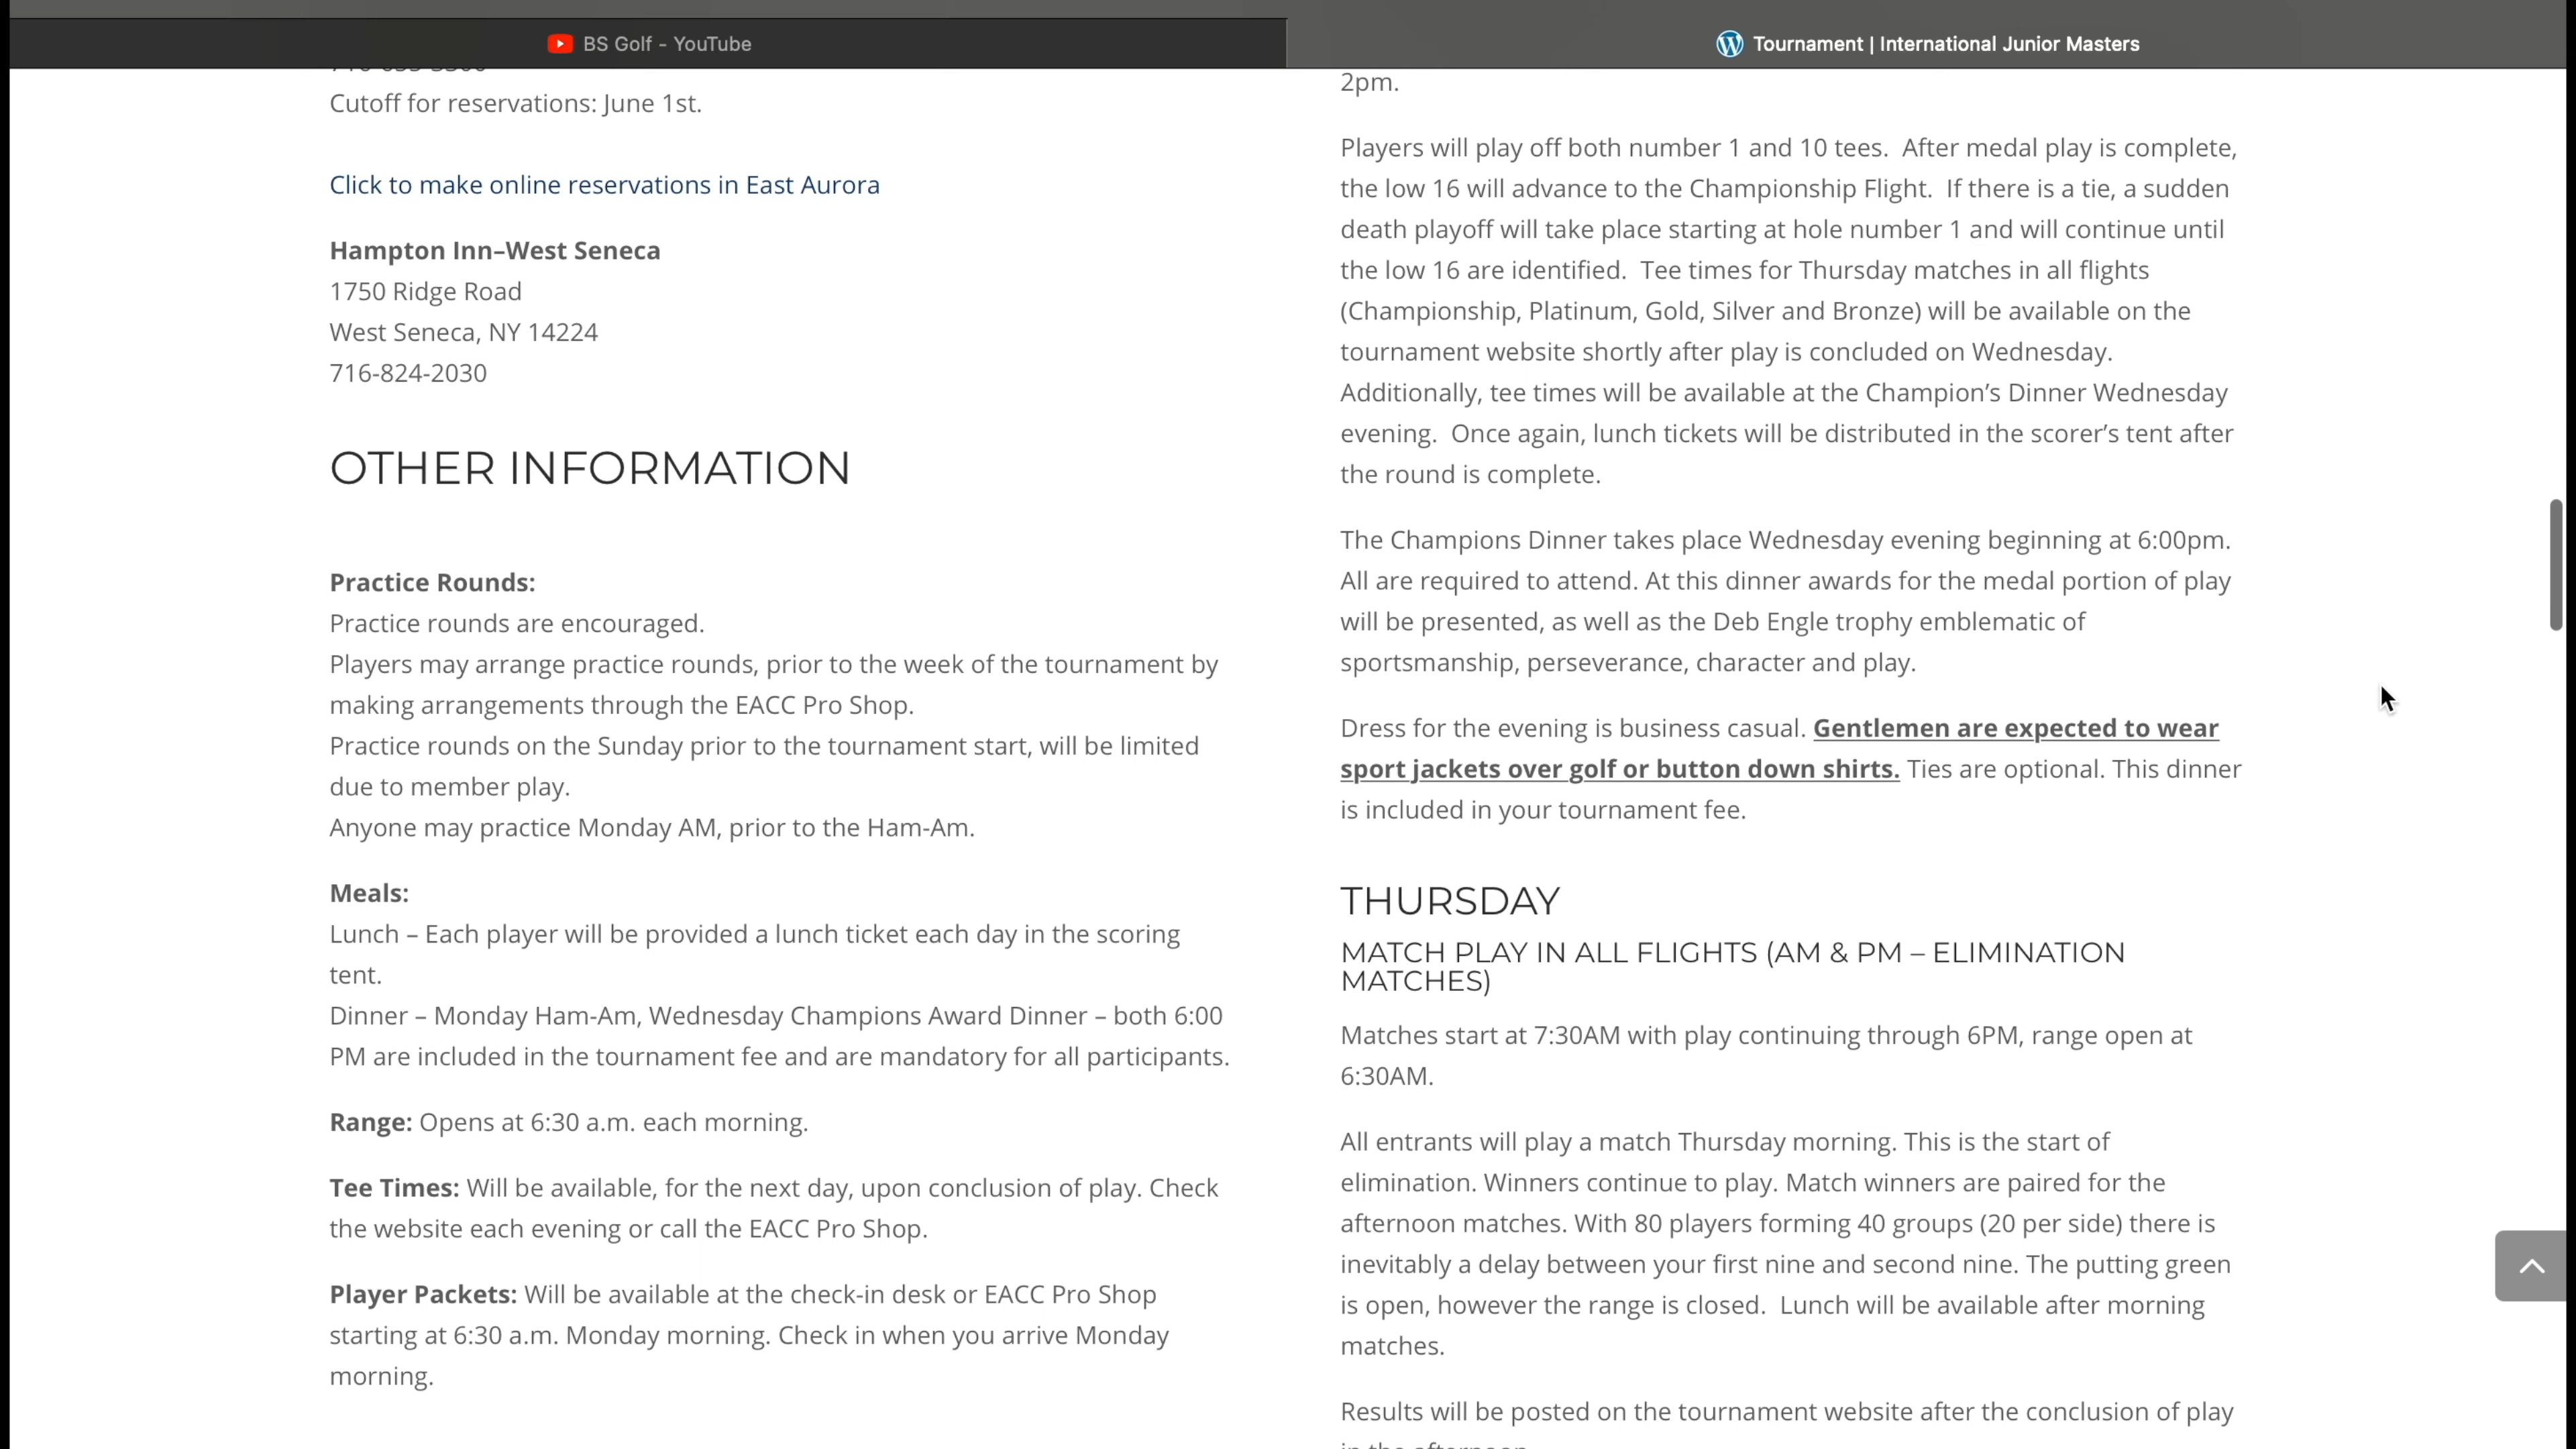 BS Golf - YouTube
Tournament | International Junior Masters
Cutoff for reservations: June 1st.
Click to make online reservations in East Aurora
Hampton Inn–West Seneca
1750 Ridge Road
West Seneca, NY 14224
716-824-2030
OTHER INFORMATION
Practice Rounds:
Practice rounds are encouraged.
Players may arrange practice rounds, prior to the week of the tournament by
making arrangements through the EACC Pro Shop.
Practice rounds on the Sunday prior to the tournament start, will be limited
due to member play.
Anyone may practice Monday AM, prior to the Ham-Am.
Meals:
Lunch – Each player will be provided a lunch ticket each day in the scoring
tent.
Dinner – Monday Ham-Am, Wednesday Champions Award Dinner – both 6:00
PM are included in the tournament fee and are mandatory for all participants.
Range: Opens at 6:30 a.m. each morning.
Tee Times: Will be available, for the next day, upon conclusion of play. Check
the website each evening or call the EACC Pro Shop.
Player Packets: Will be available at the check-in desk or EACC Pro Shop
starting at 6:30 a.m. Monday morning. Check in when you arrive Monday
morning.
2pm.
Players will play off both number 1 and 10 tees.  After medal play is complete,
the low 16 will advance to the Championship Flight.  If there is a tie, a sudden
death playoff will take place starting at hole number 1 and will continue until
the low 16 are identified.  Tee times for Thursday matches in all flights
(Championship, Platinum, Gold, Silver and Bronze) will be available on the
tournament website shortly after play is concluded on Wednesday.
Additionally, tee times will be available at the Champion’s Dinner Wednesday
evening.  Once again, lunch tickets will be distributed in the scorer’s tent after
the round is complete.
The Champions Dinner takes place Wednesday evening beginning at 6:00pm.
All are required to attend. At this dinner awards for the medal portion of play
will be presented, as well as the Deb Engle trophy emblematic of
sportsmanship, perseverance, character and play.
Dress for the evening is business casual. Gentlemen are expected to wear
sport jackets over golf or button down shirts. Ties are optional. This dinner
is included in your tournament fee.
THURSDAY
MATCH PLAY IN ALL FLIGHTS (AM & PM – ELIMINATION
MATCHES)
Matches start at 7:30AM with play continuing through 6PM, range open at
6:30AM.
All entrants will play a match Thursday morning. This is the start of
elimination. Winners continue to play. Match winners are paired for the
afternoon matches. With 80 players forming 40 groups (20 per side) there is
inevitably a delay between your first nine and second nine. The putting green
is open, however the range is closed.  Lunch will be available after morning
matches.
Results will be posted on the tournament website after the conclusion of play
in the afternoon